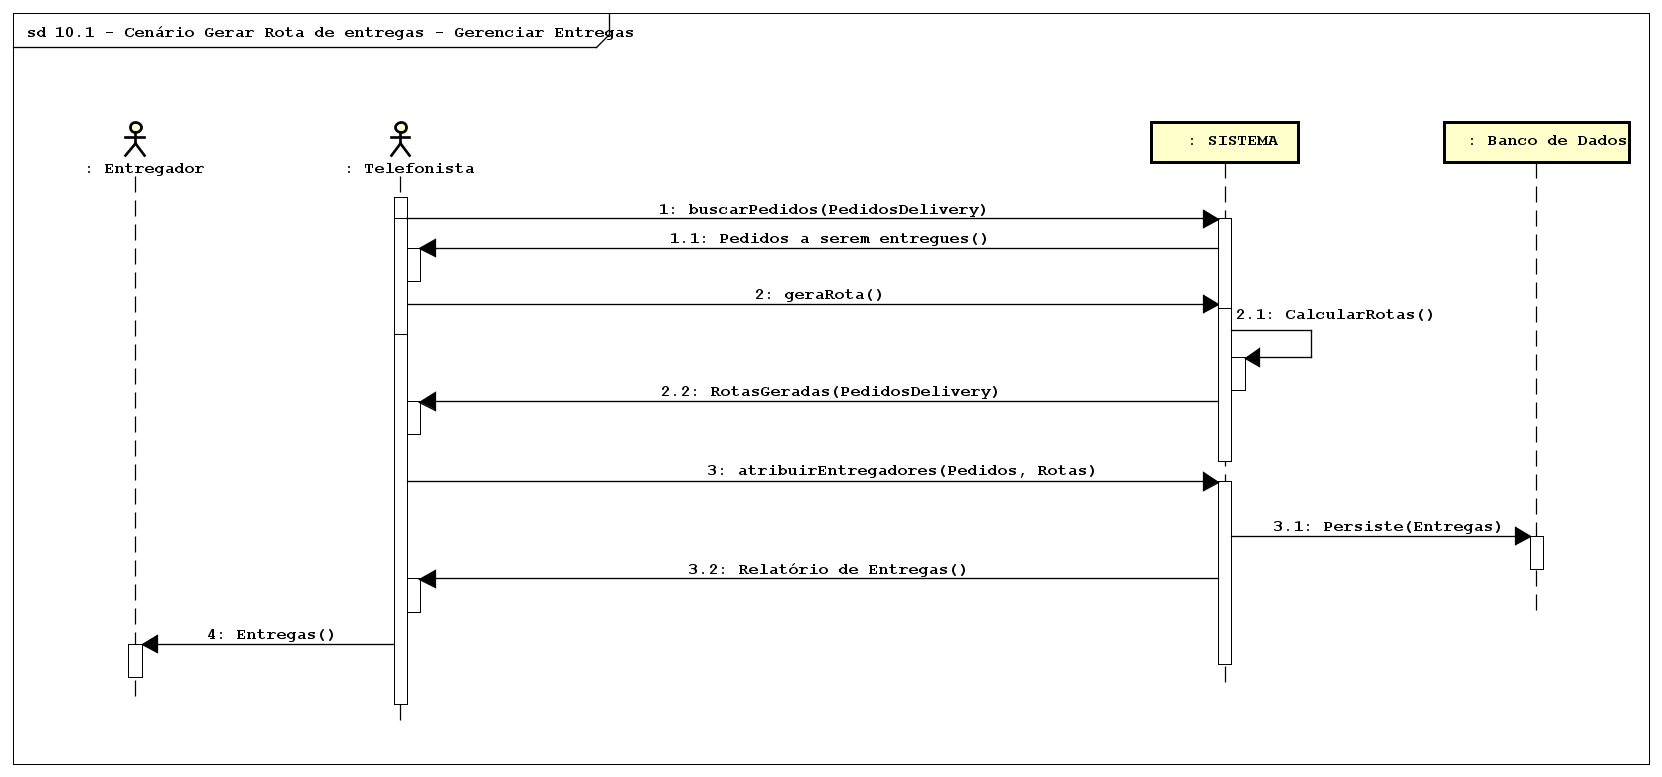 sd 10.1 - Cenário Gerar Rota de entregas - Gerenciar Entregas
: Entregador
: Telefonista
: SISTEMA
: Banco de Dados
1: buscarPedidos(PedidosDelivery)
1.1: Pedidos a serem entregues()
2: geraRota()
2.1: CalcularRotas()
2.2: RotasGeradas(PedidosDelivery)
3: atribuirEntregadores(Pedidos, Rotas)
3.1: Persiste(Entregas)
3.2: Relatório de Entregas()
4: Entregas()